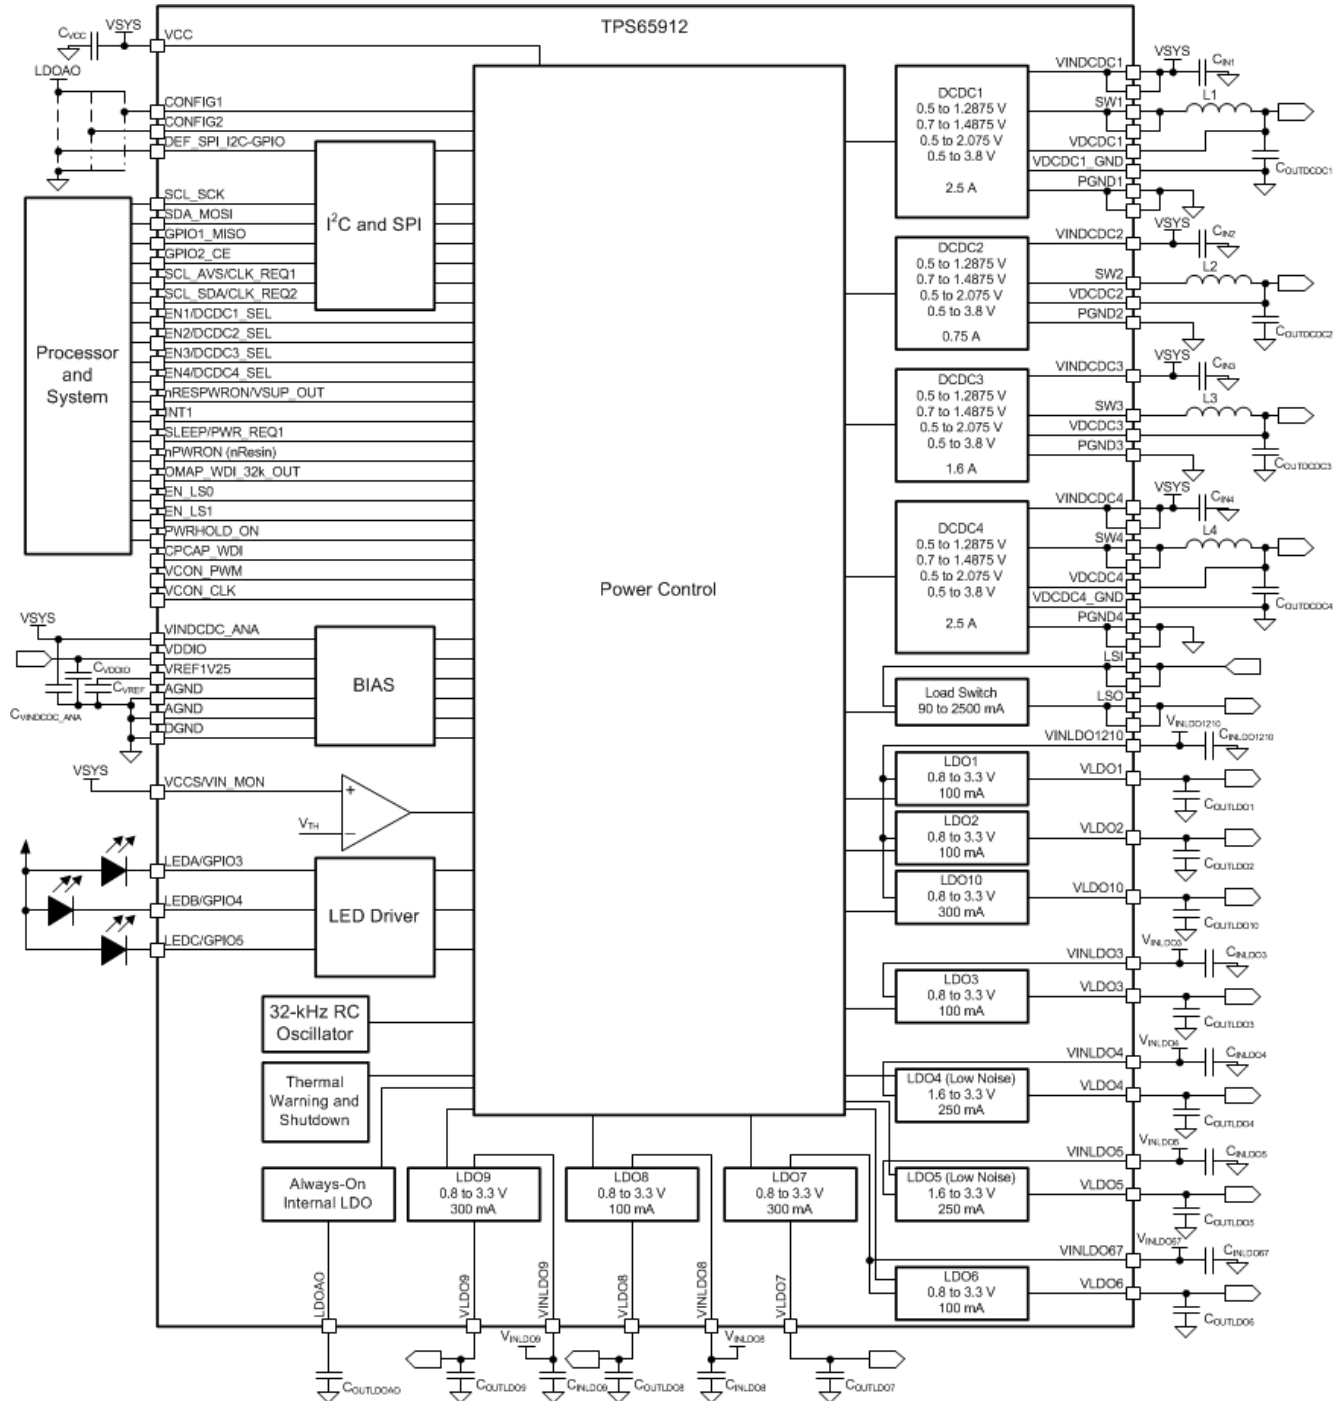 TPS65912
VSYS
CVCC
VCC
LDOAO
CONFIG1
CONFIG2
DEF_SPI_I2C-GPIO
SCL_SCK
SDA_MOSI
GPIO1_MISO
GPIO2_CE
SCL_AVS/CLK_REQ1
SCL_SDA/CLK_REQ2
EN1/DCDC1_SEL
EN2/DCDC2_SEL
EN3/DCDC3_SEL
EN4/DCDC4_SEL
nRESPWRON/VSUP_OUT
INT1
SLEEP/PWR_REQ1
nPWRON (nResin)
OMAP_WDI_32k_OUT
EN_LS0
EN_LS1
PWRHOLD_ON
CPCAP_WDI
VCON_PWM
VCON_CLK
Processor
and
System
I2C and SPI
VSYS
VINDCDC_ANA
VDDIO
VREF1V25
AGND
AGND
DGND
CVDDIO
CVREF
CVINDCDC_ANA
BIAS
VSYS
VCCS/VIN_MON
+
VTH
−
LEDA/GPIO3
LEDB/GPIO4
LEDC/GPIO5
LED Driver
32-kHz RC
Oscillator
Thermal
Warning and
Shutdown
Always-On
Internal LDO
Power Control
DCDC1
0.5 to 1.2875 V
0.7 to 1.4875 V
0.5 to 2.075 V
0.5 to 3.8 V
2.5 A
VINDCDC1
SW1
VDCDC1
VDCDC1_GND
PGND1
VSYS
CIN1
L1
COUTDCDC1
DCDC2
0.5 to 1.2875 V
0.7 to 1.4875 V
0.5 to 2.075 V
0.5 to 3.8 V
0.75 A
VINDCDC2
SW2
VDCDC2
PGND2
VSYS
CIN2
L2
COUTDCDC2
DCDC3
0.5 to 1.2875 V
0.7 to 1.4875 V
0.5 to 2.075 V
0.5 to 3.8 V
1.6 A
VINDCDC3
SW3
VDCDC3
PGND3
VSYS
CIN3
L3
COUTDCDC3
DCDC4
0.5 to 1.2875 V
0.7 to 1.4875 V
0.5 to 2.075 V
0.5 to 3.8 V
2.5 A
VINDCDC4
SW4
VDCDC4
VDCDC4_GND
PGND4
VSYS
CIN4
L4
COUTDCDC4
LSI
Load Switch
90 to 2500 mA
LSO
VINLDO1210
VINLDO1210
CINLDO1210
LDO1
0.8 to 3.3 V
100 mA
VLDO1
COUTLDO1
LDO2
0.8 to 3.3 V
100 mA
VLDO2
COUTLDO2
LDO10
0.8 to 3.3 V
300 mA
VLDO10
COUTLDO10
VINLDO3
VINLDO3
CINLDO3
LDO3
0.8 to 3.3 V
100 mA
VLDO3
COUTLDO3
VINLDO4
VINLDO4
CINLDO4
LDO4 (Low Noise)
1.6 to 3.3 V
250 mA
VLDO4
COUTLDO4
VINLDO5
VINLDO5
CINLDO5
LDO5 (Low Noise)
1.6 to 3.3 V
250 mA
VLDO5
COUTLDO5
VINLDO67
VINLDO67
CINLDO67
LDO6
0.8 to 3.3 V
100 mA
VLDO6
COUTLDO6
LDO9
0.8 to 3.3 V
300 mA
LDO8
0.8 to 3.3 V
100 mA
LDO7
0.8 to 3.3 V
300 mA
LDOAO
VLDO9
VINLDO9
VLDO8
VINLDO8
VLDO7
VINLDO9
VINLDO8
COUTLDOAO
COUTLDO9
CINLDO9
COUTLDO8
CINLDO8
COUTLDO7